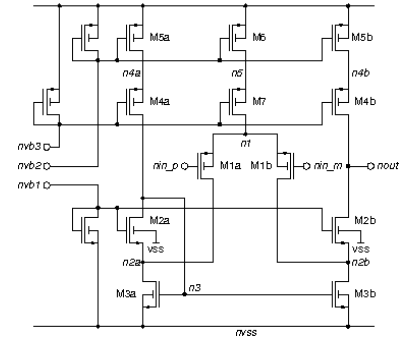 M5a M6 M5b
n4a n5 n4b
M4a M7 M4b
nvb3
n1
nvb2 nin_p M1a M1b nin_m nout
nvb1
M2a M2b
vss vss
n2a n2b
n3
M3a M3b
nvss